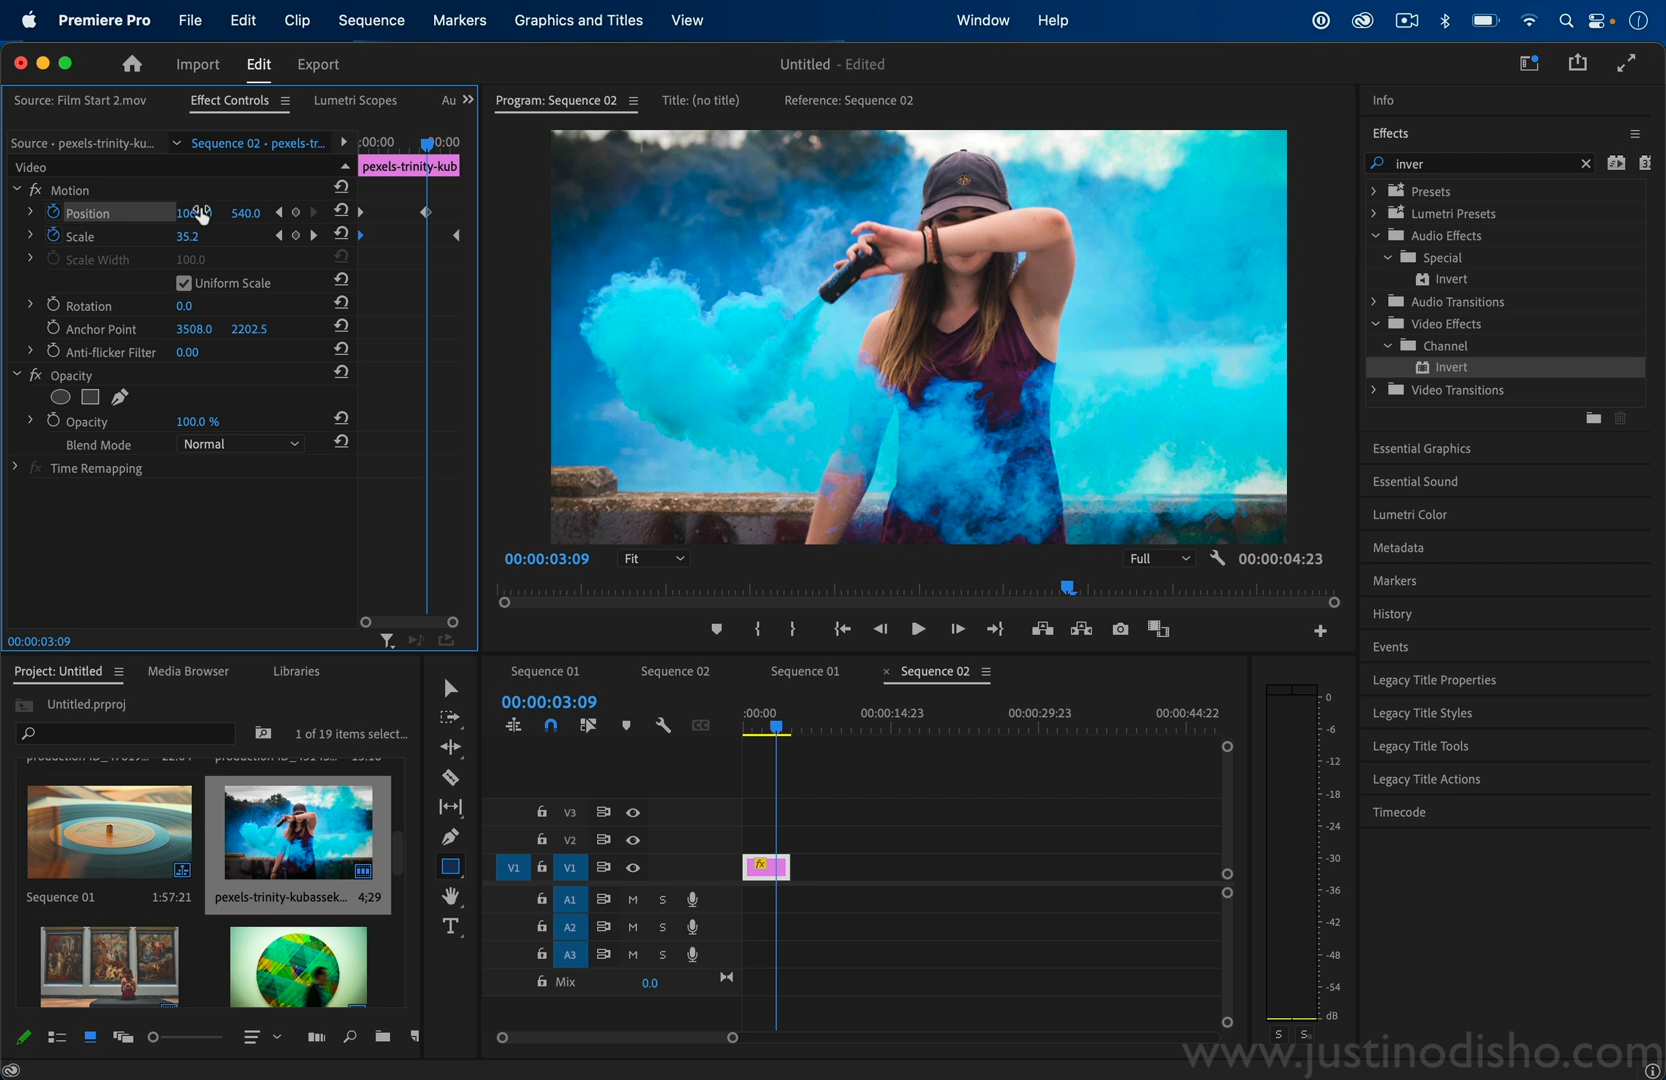 Premiere Pro File Edit Clip Sequence Markers Graphics and Titles View Window Help
Import Edit Export Untitled - Edited
Source: Film Start 2.mov Effect Controls Lumetri Scopes Au
Source • pexels-trinity-ku... Sequence 02 • pexels-tr... :00:00 00:00
Video pexels-trinity-kub
fx Motion
Position 540.0
Scale 35.2
Scale Width 100.0
Uniform Scale
Rotation 0.0
Anchor Point 3508.0 2202.5
Anti-flicker Filter 0.00
fx Opacity
Opacity 100.0 %
Blend Mode Normal
fx Time Remapping
00:00:03:09
Program: Sequence 02 Title: (no title) Reference: Sequence 02
00:00:03:09 Fit Full 00:00:04:23
Info
Effects
inver
Presets
Lumetri Presets
Audio Effects
Special
Invert
Audio Transitions
Video Effects
Channel
Invert
Video Transitions
Essential Graphics
Essential Sound
Lumetri Color
Metadata
Markers
History
Events
Legacy Title Properties
Legacy Title Styles
Legacy Title Tools
Legacy Title Actions
Timecode
Project: Untitled Media Browser Libraries
Untitled.prproj
1 of 19 items select...
Sequence 01 1:57:21
pexels-trinity-kubassek... 4;29
Sequence 01 Sequence 02 Sequence 01 × Sequence 02
00:00:03:09
:00:00 00:00:14:23 00:00:29:23 00:00:44:22
V3
V2
V1 V1 fx
A1 M S
A2 M S
A3 M S
Mix 0.0
0
-6
-12
-18
-24
-30
-36
-42
-48
-54
dB
S S
www.justinodisho.com